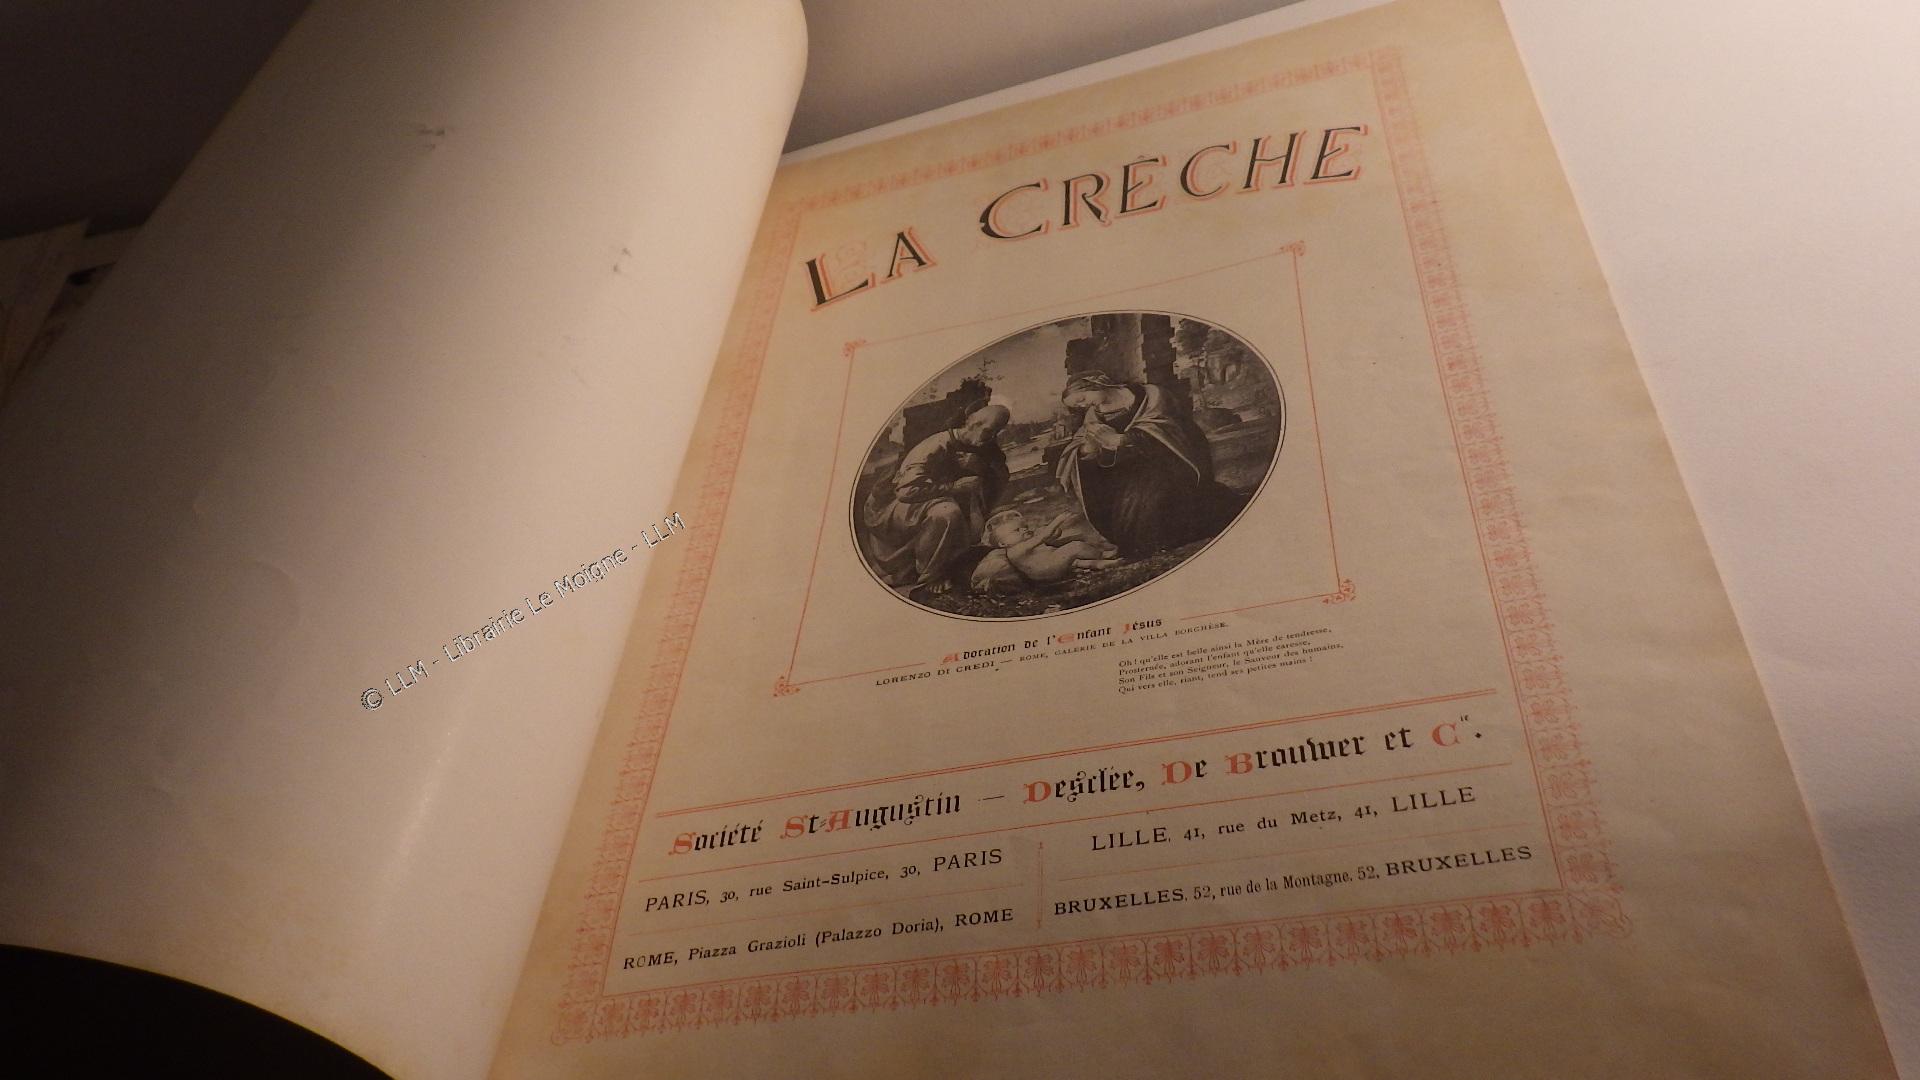 LA CRÈCHE
Adoration de l'Enfant Jésus
LORENZO DI CREDI. — ROME, GALERIE DE LA VILLA BORGHÈSE.
Oh ! qu'elle est belle ainsi la Mère de tendresse,
Prosternée, adorant l'enfant qu'elle caresse,
Son Fils et son Seigneur, le Sauveur des humains,
Qui vers elle, riant, tend ses petites mains !
Société St-Augustin — Desclée, De Brouwer et Cie.
PARIS, 30, rue Saint-Sulpice, 30, PARIS
LILLE, 41, rue du Metz, 41, LILLE
ROME, Piazza Grazioli (Palazzo Doria), ROME
BRUXELLES, 52, rue de la Montagne, 52, BRUXELLES
© LLM - Librairie Le Moigne - LLM